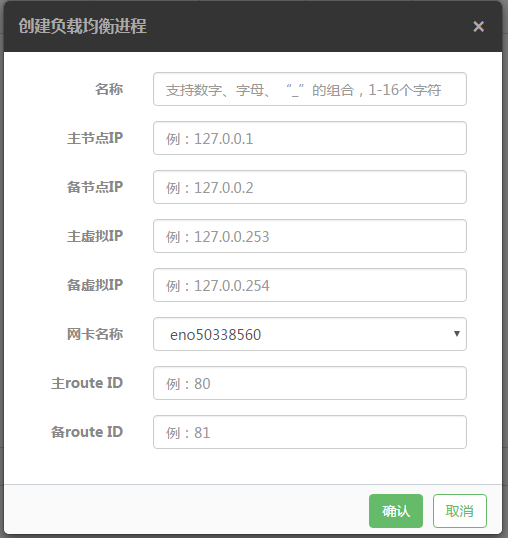 创建负载均衡进程 ×
名称 支持数字、字母、“_”的组合，1-16个字符
主节点IP 例：127.0.0.1
备节点IP 例：127.0.0.2
主虚拟IP 例：127.0.0.253
备虚拟IP 例：127.0.0.254
网卡名称 eno50338560
主route ID 例：80
备route ID 例：81
确认 取消